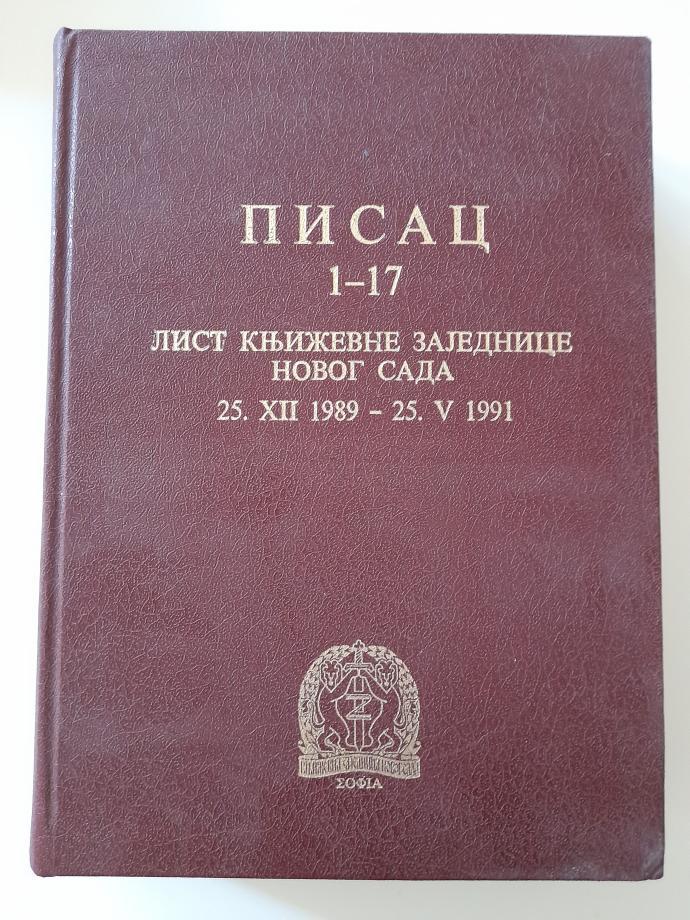 ПИСАЦ
1–17
ЛИСТ КЊИЖЕВНЕ ЗАЈЕДНИЦЕ
НОВОГ САДА
25. XII 1989 – 25. V 1991
ΣΟΦΙΑ